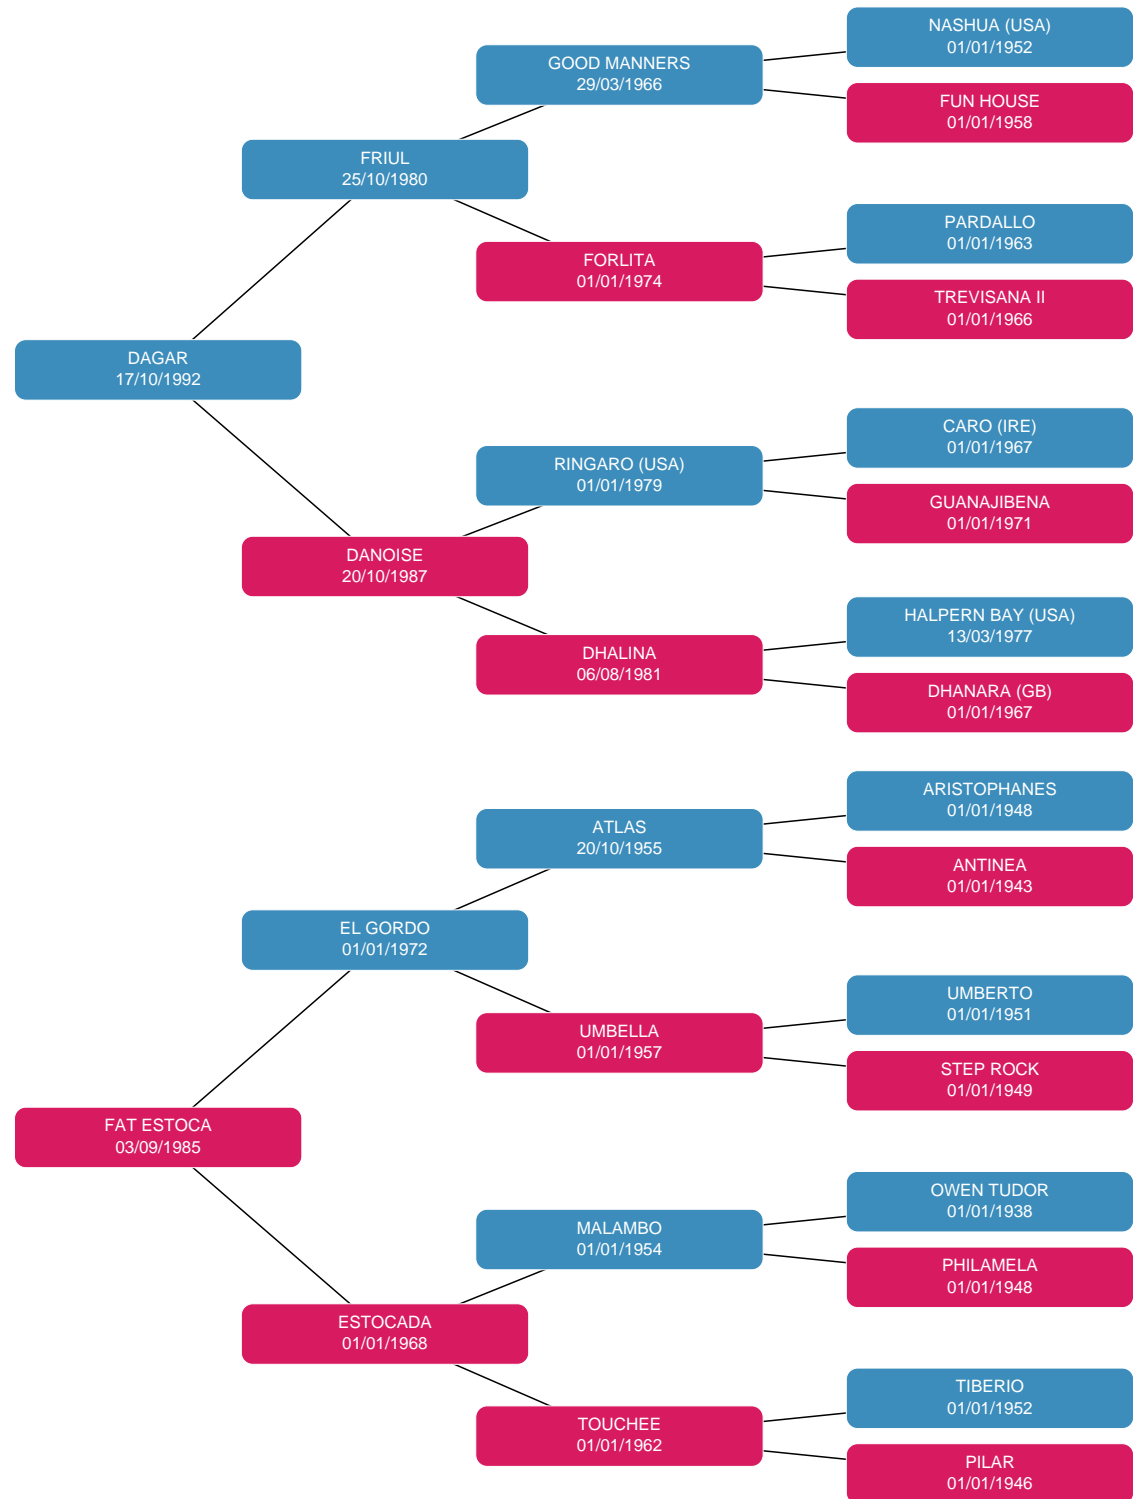 NASHUA (USA)
01/01/1952
GOOD MANNERS
29/03/1966
FUN HOUSE
01/01/1958
FRIUL
25/10/1980
PARDALLO
01/01/1963
FORLITA
01/01/1974
TREVISANA II
01/01/1966
DAGAR
17/10/1992
CARO (IRE)
01/01/1967
RINGARO (USA)
01/01/1979
GUANAJIBENA
01/01/1971
DANOISE
20/10/1987
HALPERN BAY (USA)
13/03/1977
DHALINA
06/08/1981
DHANARA (GB)
01/01/1967
ARISTOPHANES
01/01/1948
ATLAS
20/10/1955
ANTINEA
01/01/1943
EL GORDO
01/01/1972
UMBERTO
01/01/1951
UMBELLA
01/01/1957
STEP ROCK
01/01/1949
FAT ESTOCA
03/09/1985
OWEN TUDOR
01/01/1938
MALAMBO
01/01/1954
PHILAMELA
01/01/1948
ESTOCADA
01/01/1968
TIBERIO
01/01/1952
TOUCHEE
01/01/1962
PILAR
01/01/1946